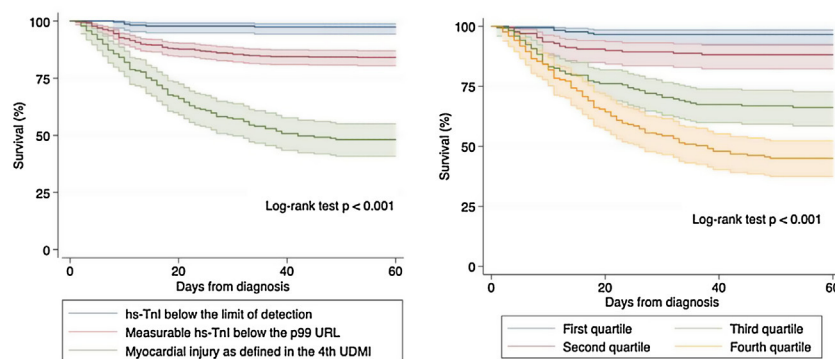 100
75
50
25
0
Survival (%)
Log-rank test p < 0.001
0 20 40 60
Days from diagnosis
hs-TnI below the limit of detection
Measurable hs-TnI below the p99 URL
Myocardial injury as defined in the 4th UDMI
100
75
50
25
0
Survival (%)
Log-rank test p < 0.001
0 20 40 60
Days from diagnosis
First quartile Third quartile
Second quartile Fourth quartile